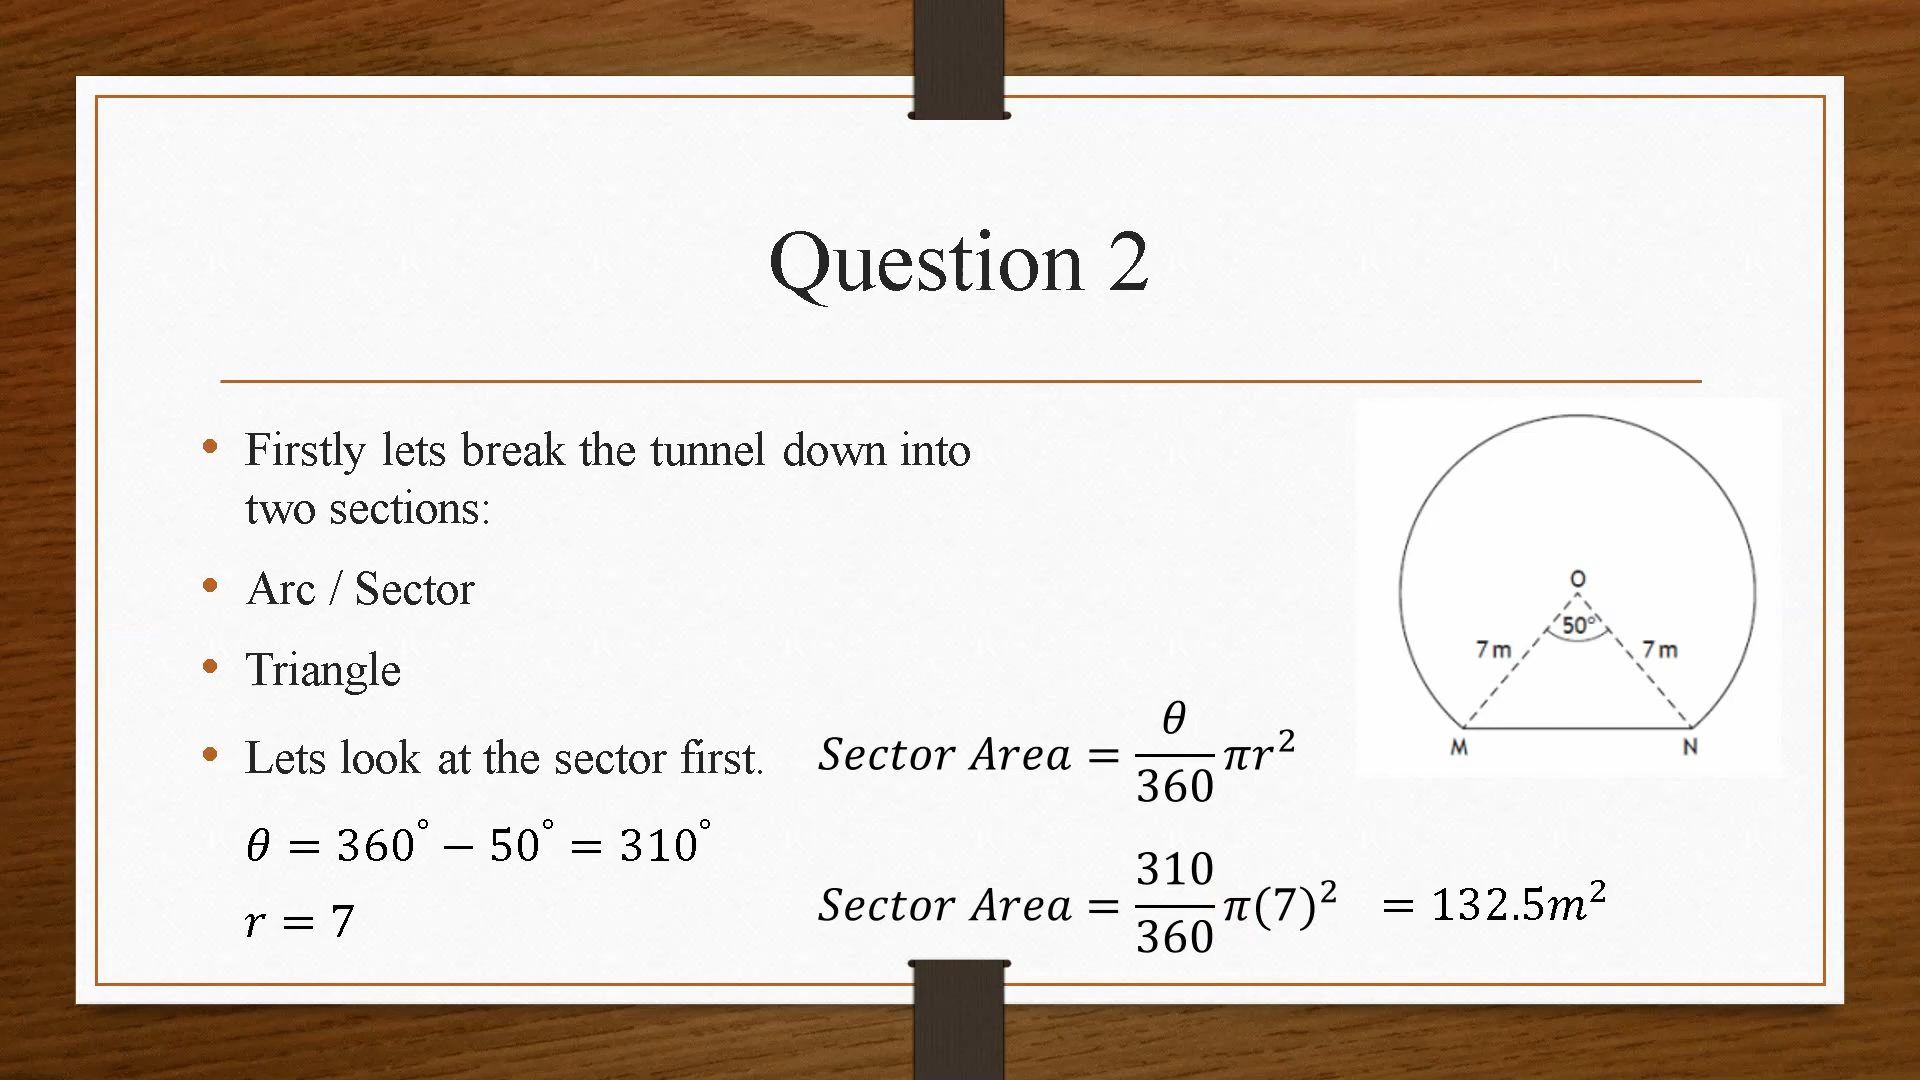 Question 2
• Firstly lets break the tunnel down into
two sections:
• Arc / Sector
• Triangle
• Lets look at the sector first.
θ = 360° − 50° = 310°
r = 7
Sector Area = θ/360 πr²
Sector Area = 310/360 π(7)² = 132.5m²
O
50°
7 m
7 m
M
N